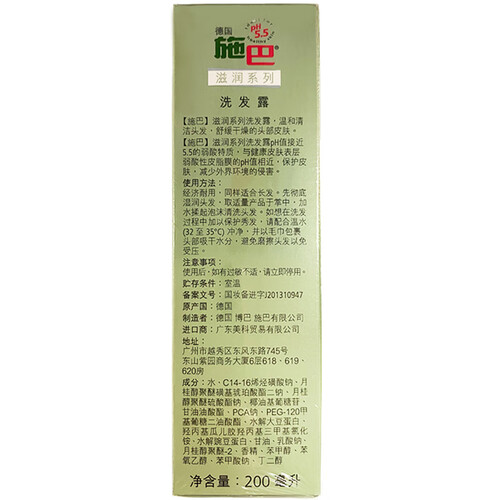 德国
施巴®
pH 5.5
滋润系列
洗发露
【施巴】滋润系列洗发露，温和清
洁头发，舒缓干燥的头部皮肤。
【施巴】滋润系列洗发露pH值接近
5.5的弱酸特质，与健康皮肤表层
弱酸性皮脂膜的pH值相近，保护皮
肤，减少外界环境的侵害。
使用方法：
经济耐用，同样适合长发。先彻底
湿润头发，取适量产品于掌中，加
水揉起泡沫清洗头发。如想在洗发
过程中加以保护秀发，请配合温水
(32 至 35°C) 冲净，并以毛巾包裹
头部吸干水分，避免磨擦头发以免
受压。
注意事项：
使用后，如有过敏不适，请立即停用。
贮存条件：室温
备案文号：国妆备进字J201310947
原产国：德国
制造者：德国 博巴 施巴有限公司
进口商：广东美科贸易有限公司
地址：
广州市越秀区东风东路745号
东山紫园商务大厦6层618、619、
620房
成分：水、C14-16烯烃磺酸钠、月
桂醇聚醚磺基琥珀酸酯二钠、月桂
醇聚醚硫酸酯钠、椰油基葡糖苷、
甘油油酸酯、PCA钠、PEG-120甲
基葡糖二油酸酯、水解大豆蛋白、
羟丙基瓜儿胶羟丙基三甲基氯化
铵、水解豌豆蛋白、甘油、乳酸钠、
月桂醇聚醚-2、香精、苯甲醇、苯
氧乙醇、苯甲酸钠、丁二醇
净含量：200 毫升